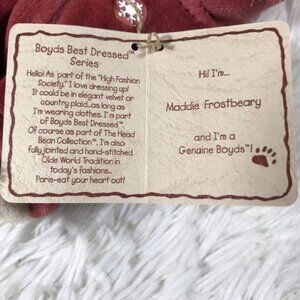 Boyds Best Dressed™
Series
Hello! As part of the "High Fashion
Society," I love dressing up!
It could be in elegant velvet or
country plaid...as long as
I'm wearing clothes. I'm part
of Boyds Best Dressed™.
Of course as part of The Head
Bean Collection™, I'm also
fully jointed and hand-stitched.
Olde World Tradition in
today's fashions...
Paris-eat your heart out!
Hi! I'm...
Maddie Frostbeary
and I'm a
Genuine Boyds™!